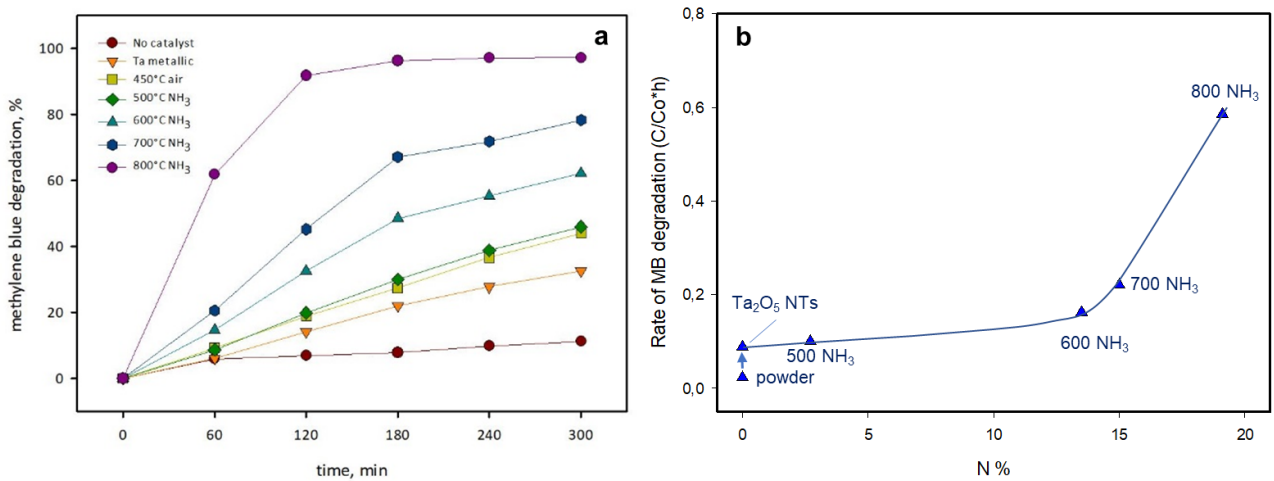 a
No catalyst
Ta metallic
450°C air
500°C NH₃
600°C NH₃
700°C NH₃
800°C NH₃
methylene blue degradation, %
100
80
60
40
20
0
0 60 120 180 240 300
time, min
b
Rate of MB degradation (C/Co*h)
0,8
0,6
0,4
0,2
0,0
800 NH₃
700 NH₃
600 NH₃
Ta₂O₅ NTs
500 NH₃
powder
0 5 10 15 20
N %